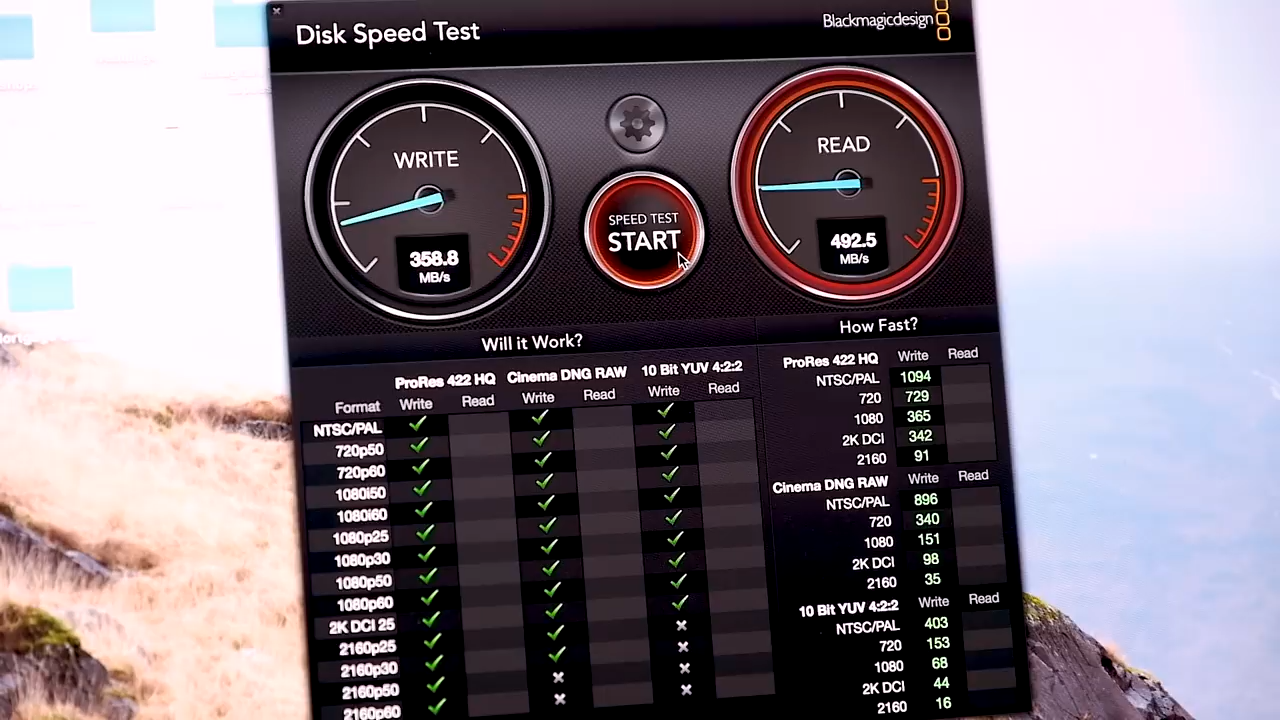 Disk Speed Test
Blackmagicdesign
WRITE
358.8
MB/s
SPEED TEST
START
READ
492.5
MB/s
Will it Work?
ProRes 422 HQ Cinema DNG RAW 10 Bit YUV 4:2:2
Format Write Read Write Read Write Read
NTSC/PAL
720p50
720p60
1080i50
1080i60
1080p25
1080p30
1080p50
1080p60
2K DCI 25
2160p25
2160p30
2160p50
2160p60
How Fast?
ProRes 422 HQ Write Read
NTSC/PAL 1094
720 729
1080 365
2K DCI 342
2160 91
Cinema DNG RAW Write Read
NTSC/PAL 896
720 340
1080 151
2K DCI 98
2160 35
10 Bit YUV 4:2:2 Write Read
NTSC/PAL 403
720 153
1080 68
2K DCI 44
2160 16